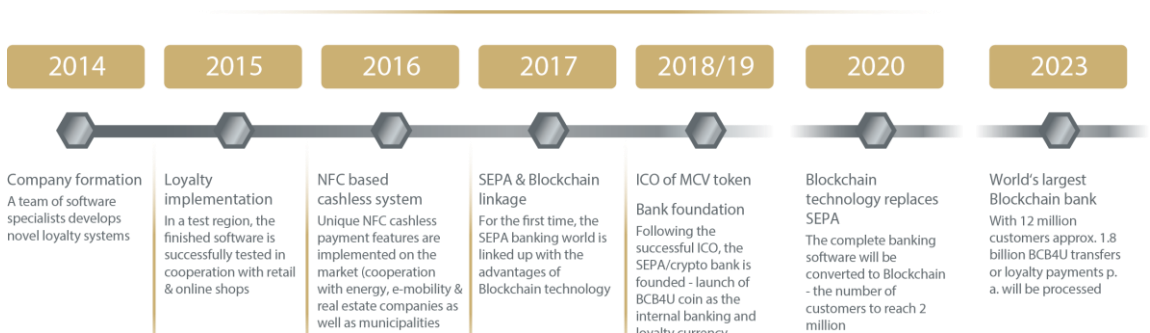 2014
2015
2016
2017
2018/19
2020
2023
Company formation
A team of software
specialists develops
novel loyalty systems
Loyalty
implementation
In a test region, the
finished software is
successfully tested in
cooperation with retail
& online shops
NFC based
cashless system
Unique NFC cashless
payment features are
implemented on the
market (cooperation
with energy, e-mobility &
real estate companies as
well as municipalities
SEPA & Blockchain
linkage
For the first time, the
SEPA banking world is
linked up with the
advantages of
Blockchain technology
ICO of MCV token
Bank foundation
Following the
successful ICO, the
SEPA/crypto bank is
founded - launch of
BCB4U coin as the
internal banking and
loyalty currency
Blockchain
technology replaces
SEPA
The complete banking
software will be
converted to Blockchain
- the number of
customers to reach 2
million
World's largest
Blockchain bank
With 12 million
customers approx. 1.8
billion BCB4U transfers
or loyalty payments p.
a. will be processed